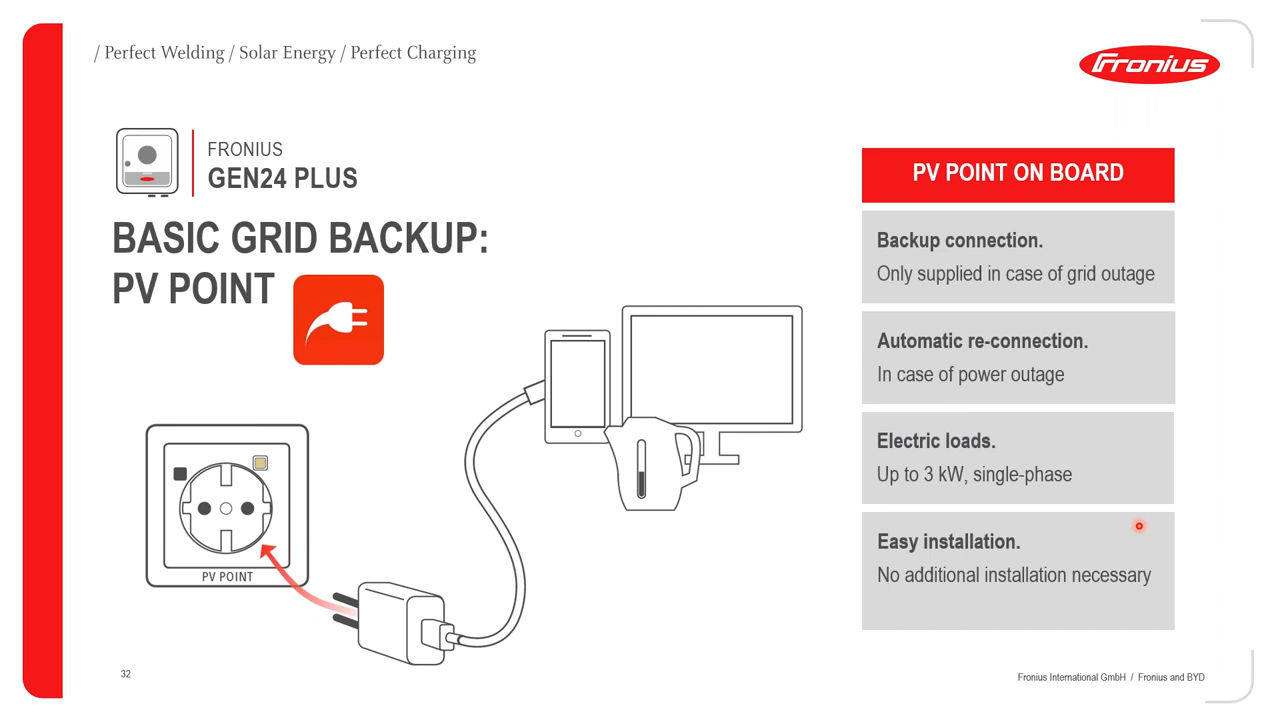 / Perfect Welding / Solar Energy / Perfect Charging
Fronius
FRONIUS
GEN24 PLUS
BASIC GRID BACKUP:
PV POINT
PV POINT
PV POINT ON BOARD
Backup connection.
Only supplied in case of grid outage
Automatic re-connection.
In case of power outage
Electric loads.
Up to 3 kW, single-phase
Easy installation.
No additional installation necessary
32
Fronius International GmbH / Fronius and BYD